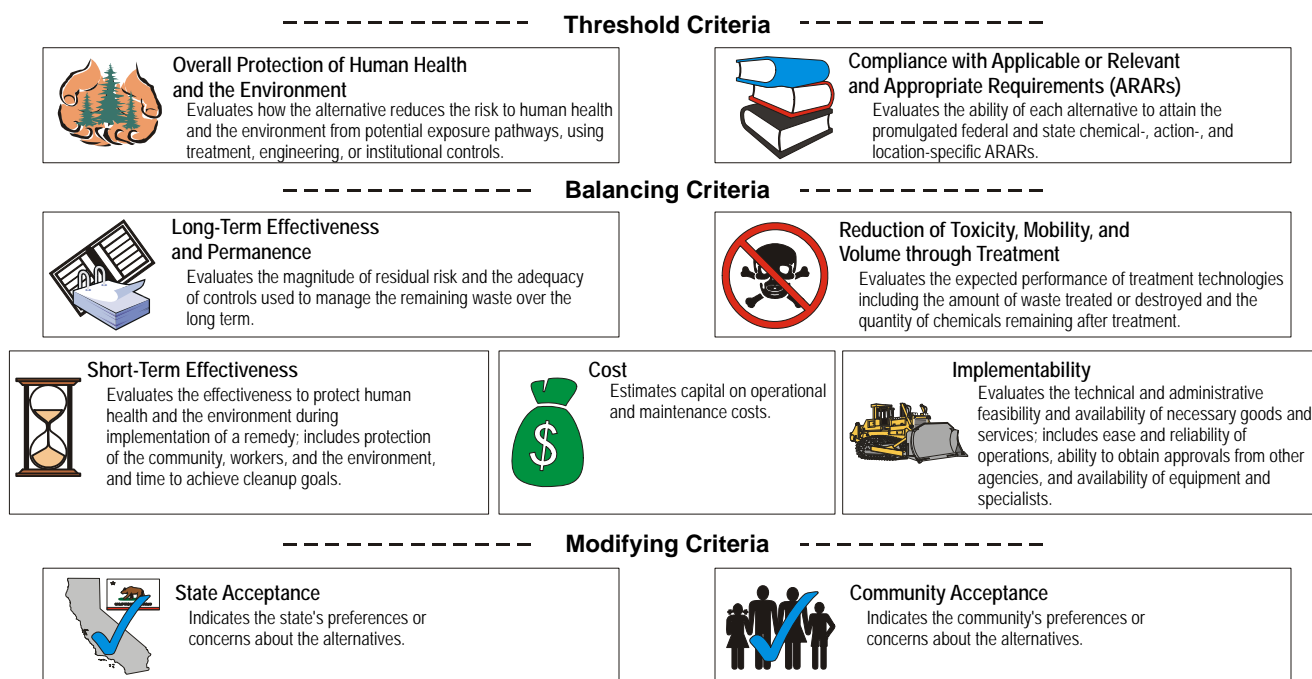 Threshold Criteria
Overall Protection of Human Health
and the Environment
Evaluates how the alternative reduces the risk to human health
and the environment from potential exposure pathways, using
treatment, engineering, or institutional controls.
Compliance with Applicable or Relevant
and Appropriate Requirements (ARARs)
Evaluates the ability of each alternative to attain the
promulgated federal and state chemical-, action-, and
location-specific ARARs.
Balancing Criteria
Long-Term Effectiveness
and Permanence
Evaluates the magnitude of residual risk and the adequacy
of controls used to manage the remaining waste over the
long term.
Reduction of Toxicity, Mobility, and
Volume through Treatment
Evaluates the expected performance of treatment technologies
including the amount of waste treated or destroyed and the
quantity of chemicals remaining after treatment.
Short-Term Effectiveness
Evaluates the effectiveness to protect human
health and the environment during
implementation of a remedy; includes protection
of the community, workers, and the environment,
and time to achieve cleanup goals.
$
Cost
Estimates capital on operational
and maintenance costs.
Implementability
Evaluates the technical and administrative
feasibility and availability of necessary goods and
services; includes ease and reliability of
operations, ability to obtain approvals from other
agencies, and availability of equipment and
specialists.
Modifying Criteria
State Acceptance
Indicates the state's preferences or
concerns about the alternatives.
Community Acceptance
Indicates the community's preferences or
concerns about the alternatives.